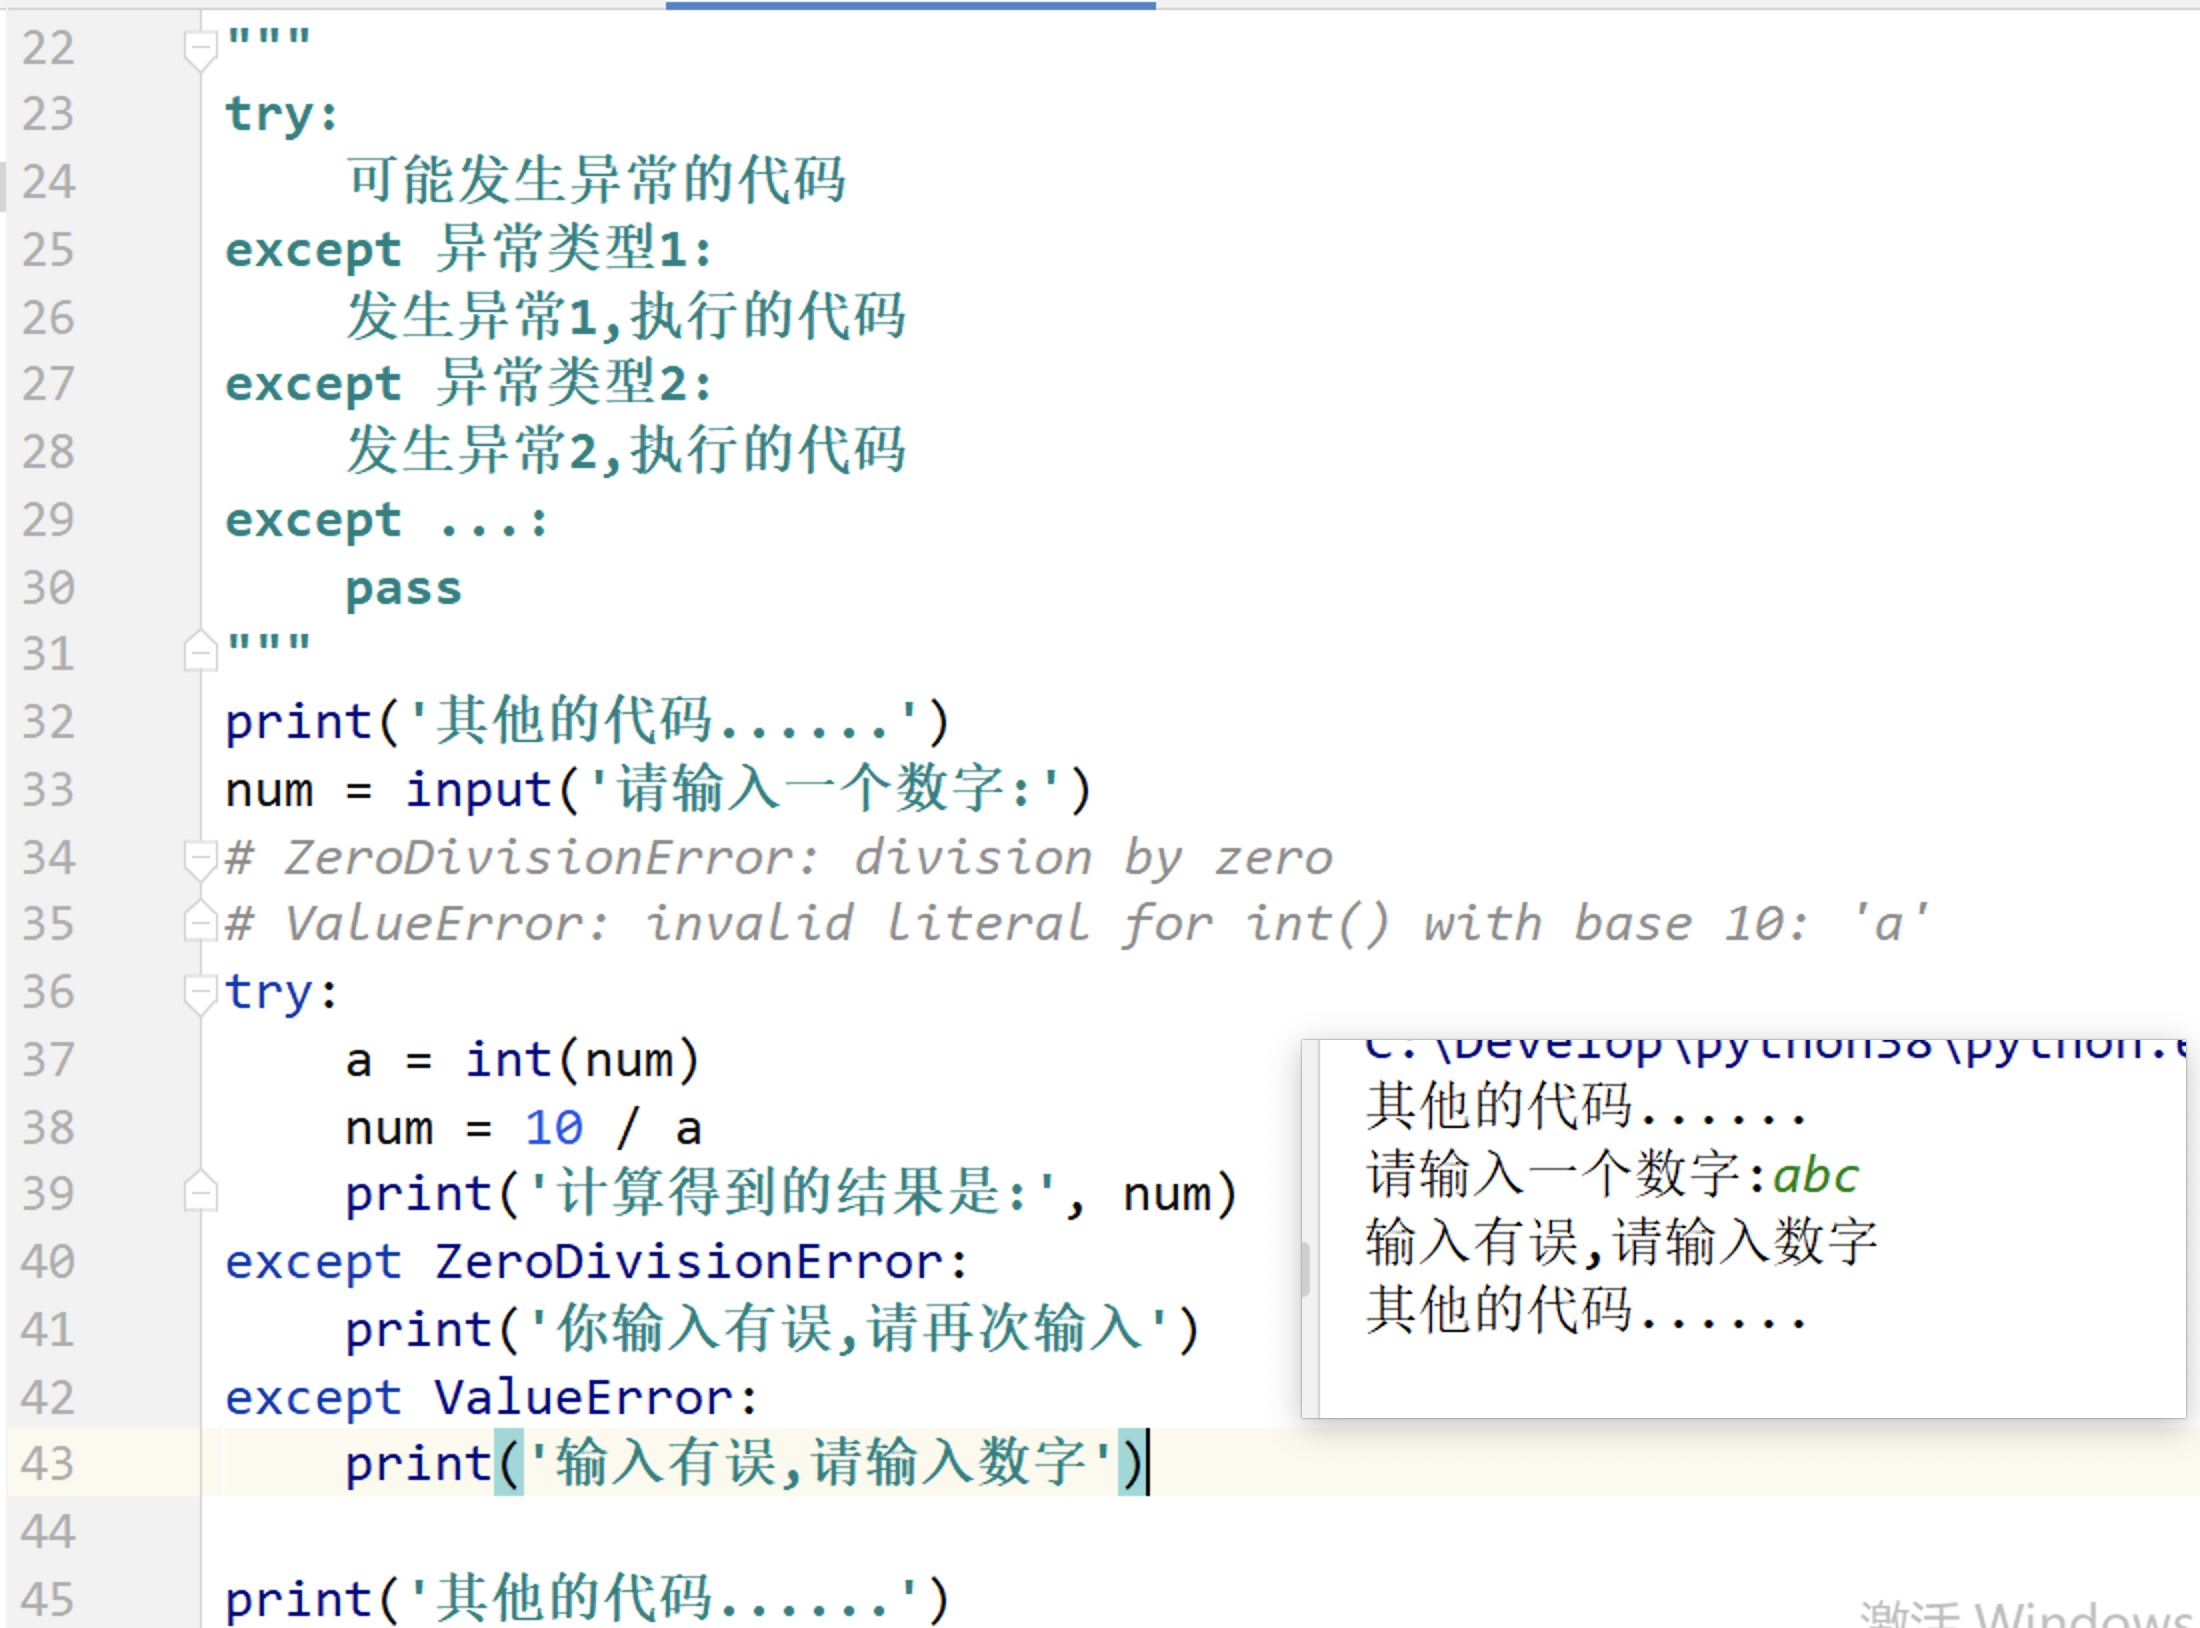 22 """
23 try:
24     可能发生异常的代码
25 except 异常类型1:
26     发生异常1,执行的代码
27 except 异常类型2:
28     发生异常2,执行的代码
29 except ...:
30     pass
31 """
32 print('其他的代码......')
33 num = input('请输入一个数字:')
34 # ZeroDivisionError: division by zero
35 # ValueError: invalid literal for int() with base 10: 'a'
36 try:
37     a = int(num)
38     num = 10 / a
39     print('计算得到的结果是:', num)
40 except ZeroDivisionError:
41     print('你输入有误,请再次输入')
42 except ValueError:
43     print('输入有误,请输入数字')
44
45 print('其他的代码......')
C:\Develop\python38\python.e
其他的代码......
请输入一个数字:abc
输入有误,请输入数字
其他的代码......
激活 Windows